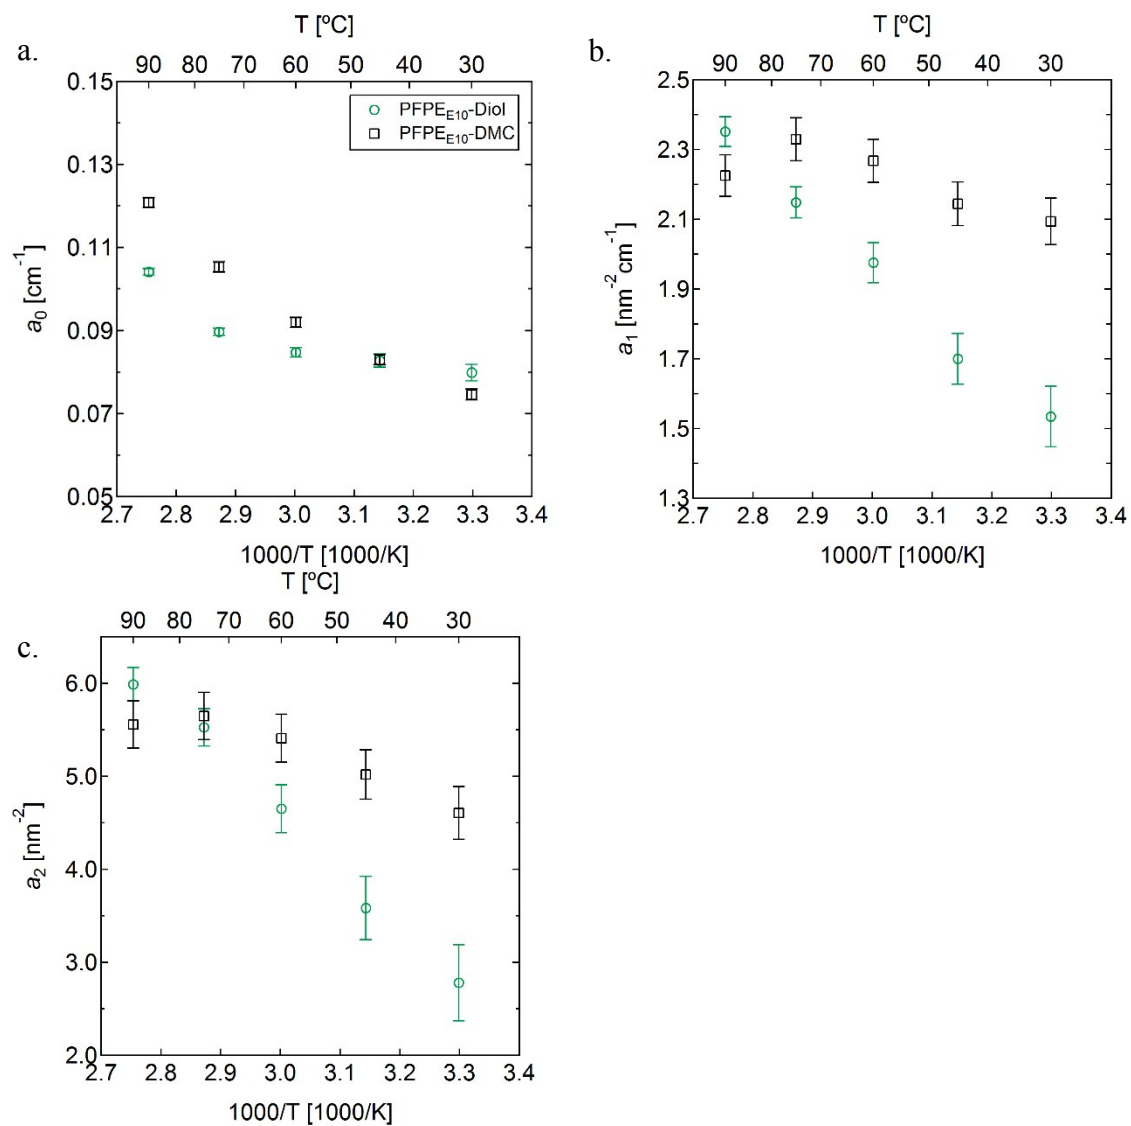 a.
T [ºC]
90 80 70 60 50 40 30
0.15
0.13
0.11
0.09
0.07
0.05
a0 [cm-1]
PFPEE10-Diol
PFPEE10-DMC
2.7 2.8 2.9 3.0 3.1 3.2 3.3 3.4
1000/T [1000/K]
b.
T [ºC]
90 80 70 60 50 40 30
2.5
2.3
2.1
1.9
1.7
1.5
1.3
a1 [nm-2cm-1]
2.7 2.8 2.9 3.0 3.1 3.2 3.3 3.4
1000/T [1000/K]
c.
T [ºC]
90 80 70 60 50 40 30
6.0
5.0
4.0
3.0
2.0
a2 [nm-2]
2.7 2.8 2.9 3.0 3.1 3.2 3.3 3.4
1000/T [1000/K]